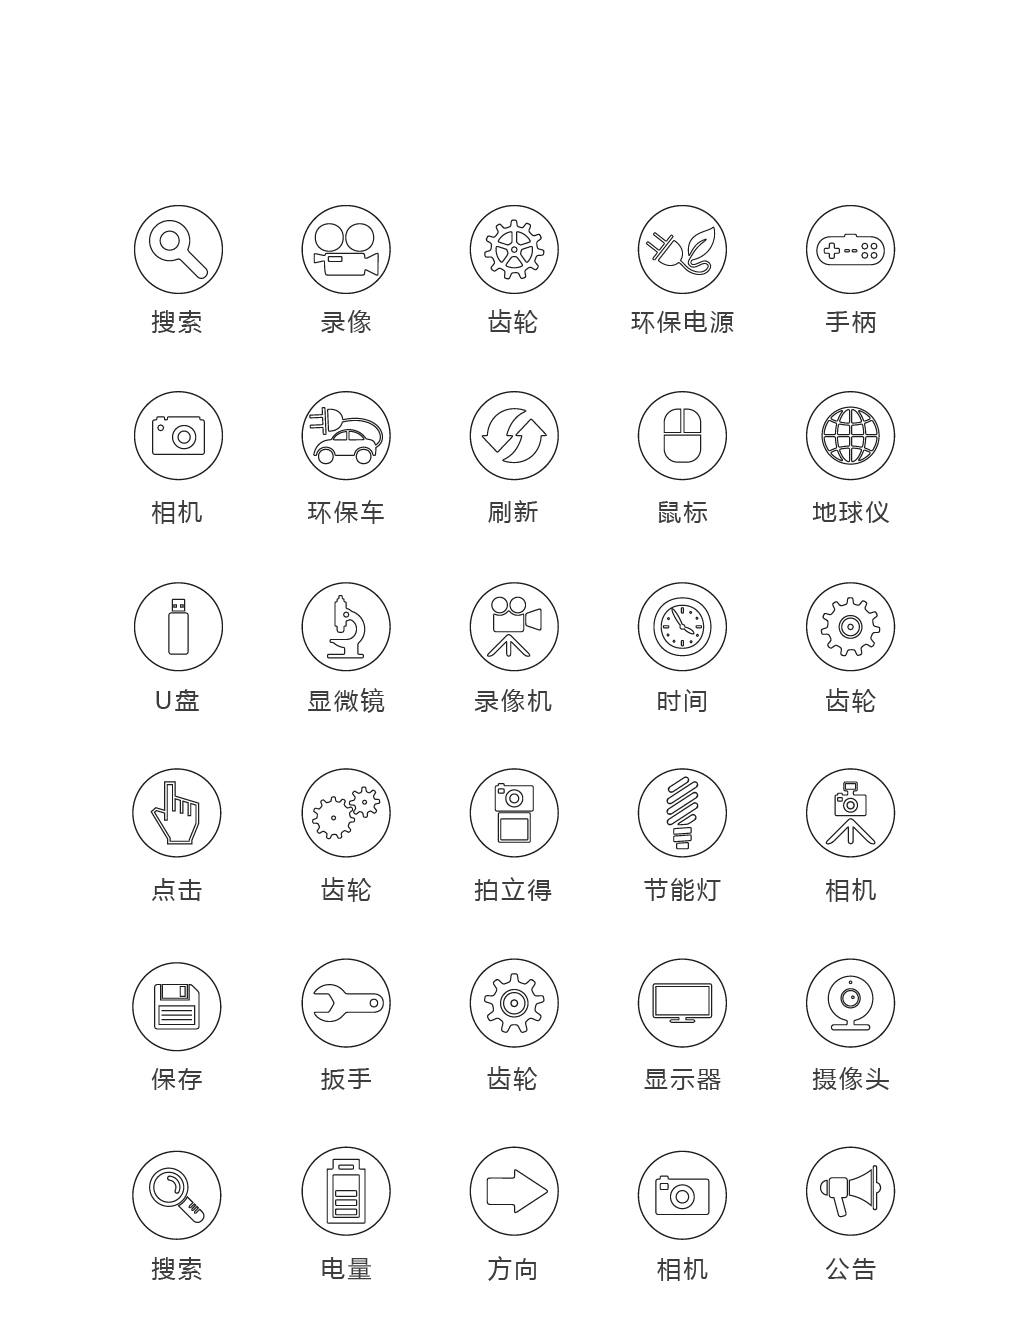 搜索 录像 齿轮 环保电源 手柄
相机 环保车 刷新 鼠标 地球仪
U盘 显微镜 录像机 时间 齿轮
点击 齿轮 拍立得 节能灯 相机
保存 扳手 齿轮 显示器 摄像头
搜索 电量 方向 相机 公告